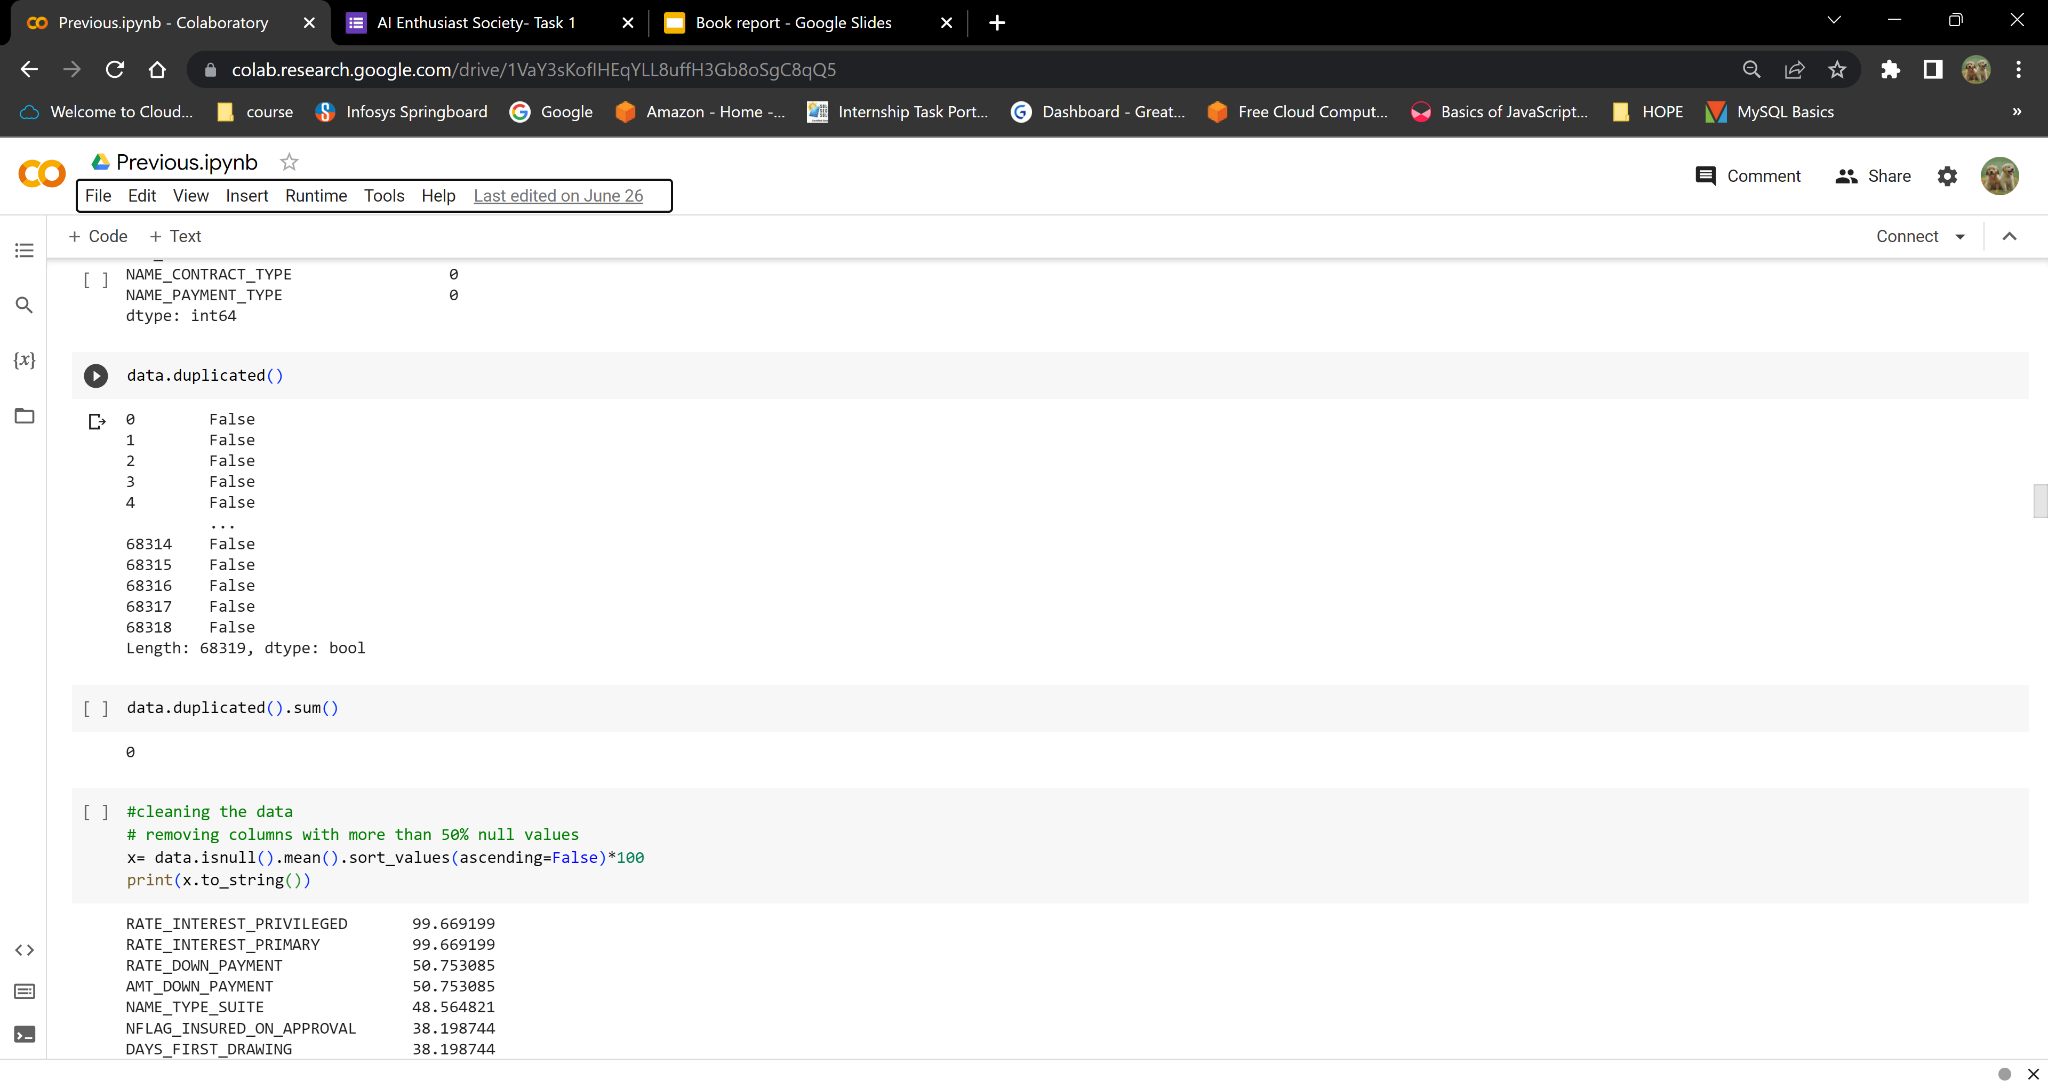 Previous.ipynb - Colaboratory
AI Enthusiast Society- Task 1
Book report - Google Slides
colab.research.google.com/drive/1VaY3sKofIHEqYLL8uffH3Gb8oSgC8qQ5
Welcome to Cloud...
course
Infosys Springboard
Google
Amazon - Home -...
Internship Task Port...
Dashboard - Great...
Free Cloud Comput...
Basics of JavaScript...
HOPE
MySQL Basics
»
Previous.ipynb
Comment
Share
File Edit View Insert Runtime Tools Help Last edited on June 26
+ Code + Text
Connect
[ ] NAME_CONTRACT_TYPE 0
NAME_PAYMENT_TYPE 0
dtype: int64
{x}
data.duplicated()
0 False
1 False
2 False
3 False
4 False
...
68314 False
68315 False
68316 False
68317 False
68318 False
Length: 68319, dtype: bool
[ ] data.duplicated().sum()
0
[ ] #cleaning the data
# removing columns with more than 50% null values
x= data.isnull().mean().sort_values(ascending=False)*100
print(x.to_string())
RATE_INTEREST_PRIVILEGED 99.669199
RATE_INTEREST_PRIMARY 99.669199
RATE_DOWN_PAYMENT 50.753085
AMT_DOWN_PAYMENT 50.753085
NAME_TYPE_SUITE 48.564821
NFLAG_INSURED_ON_APPROVAL 38.198744
DAYS_FIRST_DRAWING 38.198744